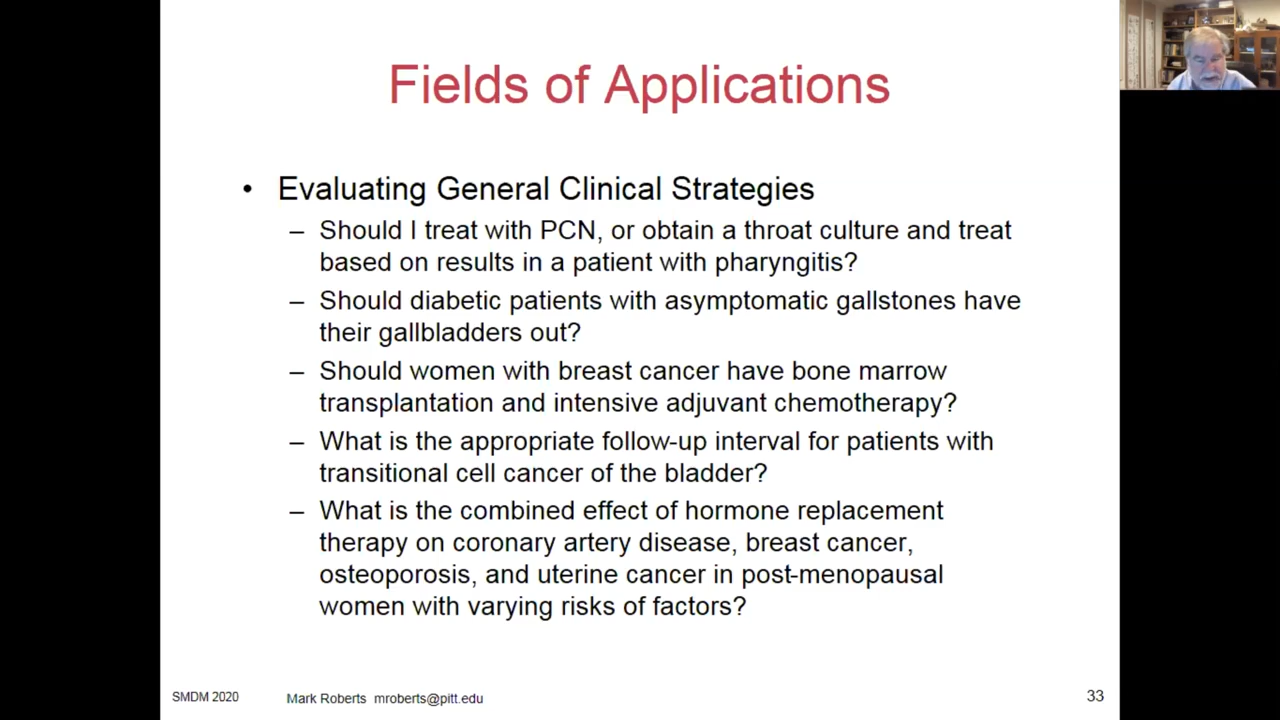 Fields of Applications
• Evaluating General Clinical Strategies
– Should I treat with PCN, or obtain a throat culture and treat
based on results in a patient with pharyngitis?
– Should diabetic patients with asymptomatic gallstones have
their gallbladders out?
– Should women with breast cancer have bone marrow
transplantation and intensive adjuvant chemotherapy?
– What is the appropriate follow-up interval for patients with
transitional cell cancer of the bladder?
– What is the combined effect of hormone replacement
therapy on coronary artery disease, breast cancer,
osteoporosis, and uterine cancer in post-menopausal
women with varying risks of factors?
SMDM 2020 Mark Roberts mroberts@pitt.edu 33